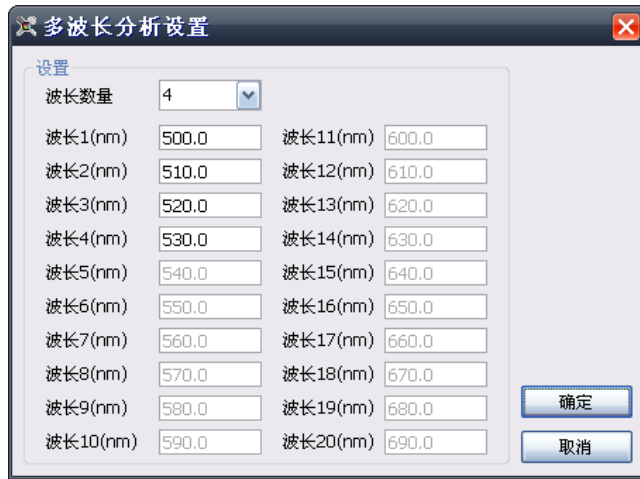 多波长分析设置
设置
波长数量 4
波长1(nm) 500.0 波长11(nm) 600.0
波长2(nm) 510.0 波长12(nm) 610.0
波长3(nm) 520.0 波长13(nm) 620.0
波长4(nm) 530.0 波长14(nm) 630.0
波长5(nm) 540.0 波长15(nm) 640.0
波长6(nm) 550.0 波长16(nm) 650.0
波长7(nm) 560.0 波长17(nm) 660.0
波长8(nm) 570.0 波长18(nm) 670.0
波长9(nm) 580.0 波长19(nm) 680.0
波长10(nm) 590.0 波长20(nm) 690.0
确定
取消